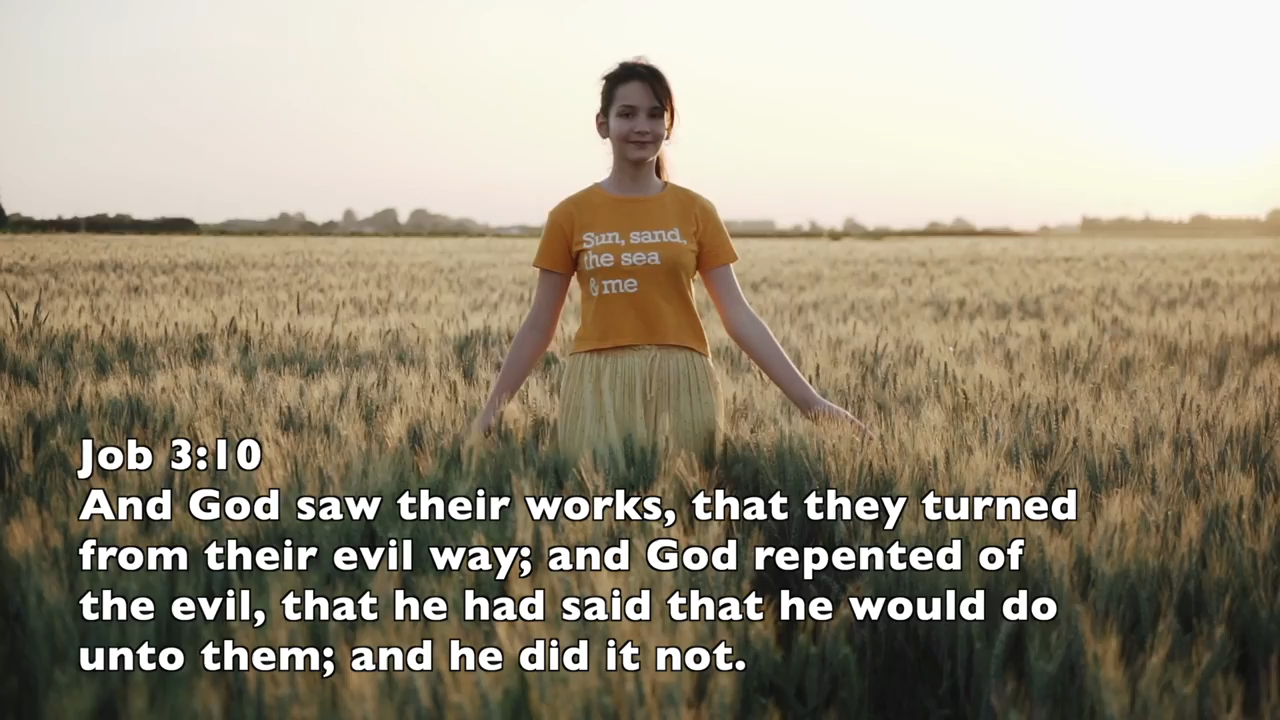 Sun, sand,
the sea
& me
Job 3:10
And God saw their works, that they turned
from their evil way; and God repented of
the evil, that he had said that he would do
unto them; and he did it not.